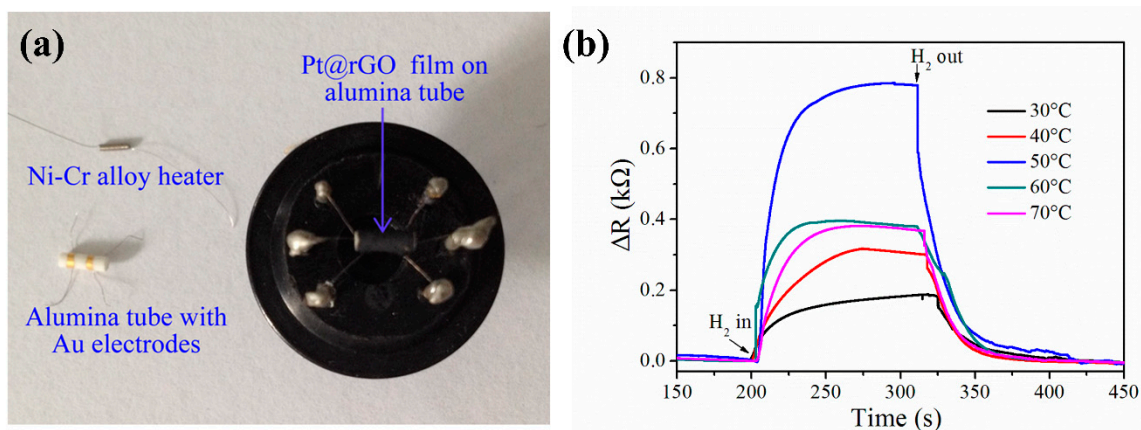 (a)
Pt@rGO film on
alumina tube
Ni-Cr alloy heater
Alumina tube with
Au electrodes
(b)
H₂ out
0.8
30°C
40°C
50°C
60°C
70°C
0.6
ΔR (kΩ)
0.4
0.2
H₂ in
0.0
150 200 250 300 350 400 450
Time (s)